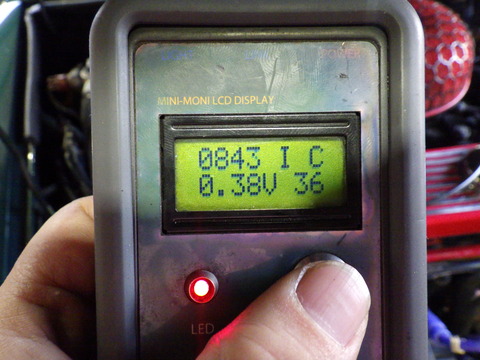 MINI-MONI LCD DISPLAY
0843 I C
0.38V 36
LED